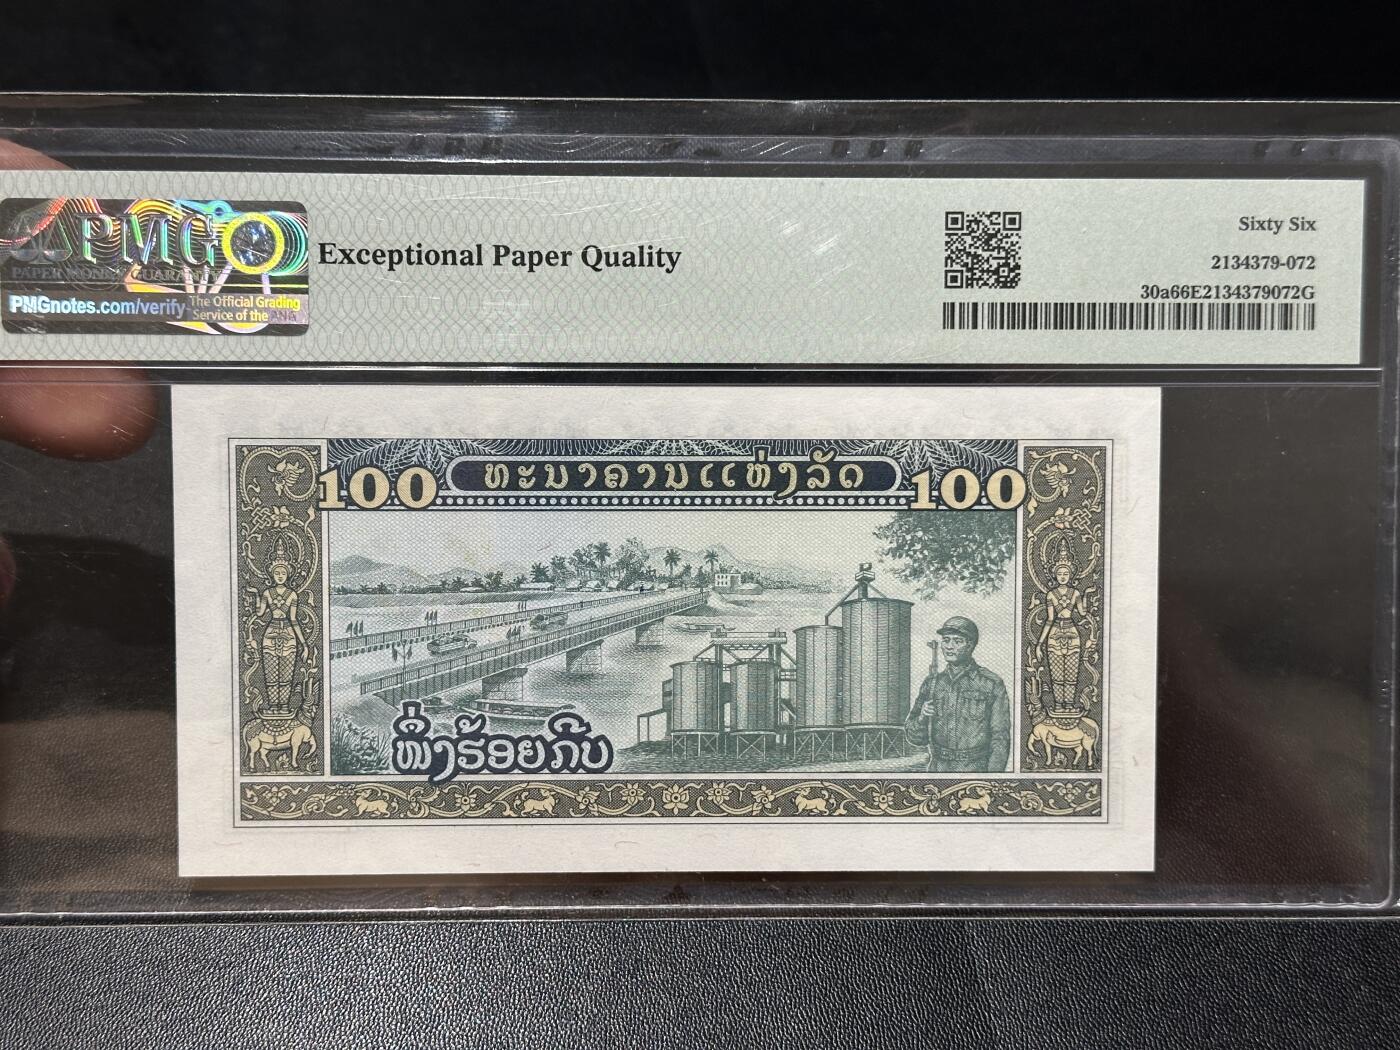 PMG
PAPER MONEY GUARANTY
PMGnotes.com/verify
The Official Grading
Service of the ANA
Exceptional Paper Quality
Sixty Six
2134379-072
30a66E2134379072G
100 ທະນາຄານແຫ່ງລັດ 100
ໜຶ່ງຮ້ອຍກີບ